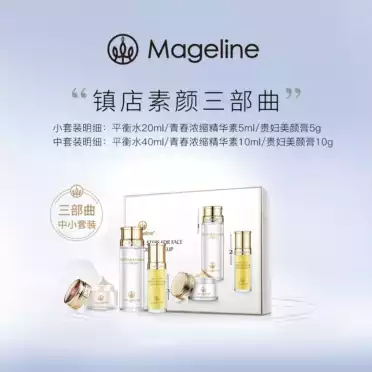 Mageline
“镇店素颜三部曲”
小套装明细：平衡水20ml/青春浓缩精华素5ml/贵妇美颜膏5g
中套装明细：平衡水40ml/青春浓缩精华素10ml/贵妇美颜膏10g
三部曲
中小套装
Mageline